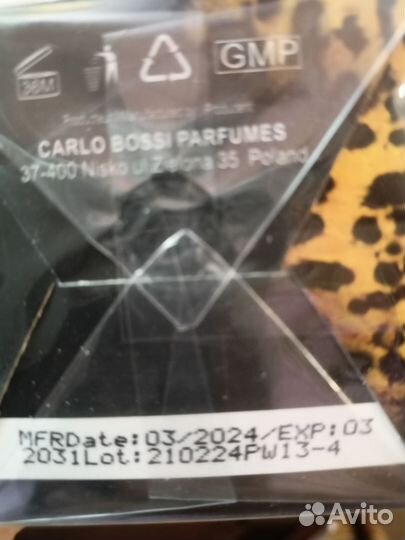 36M
GMP
CARLO BOSSI PARFUMES
37-400 Nisko ul Zielona 35 Poland
MFRDate:03/2024/EXP:03
2031Lot:210224PW13-4
Avito